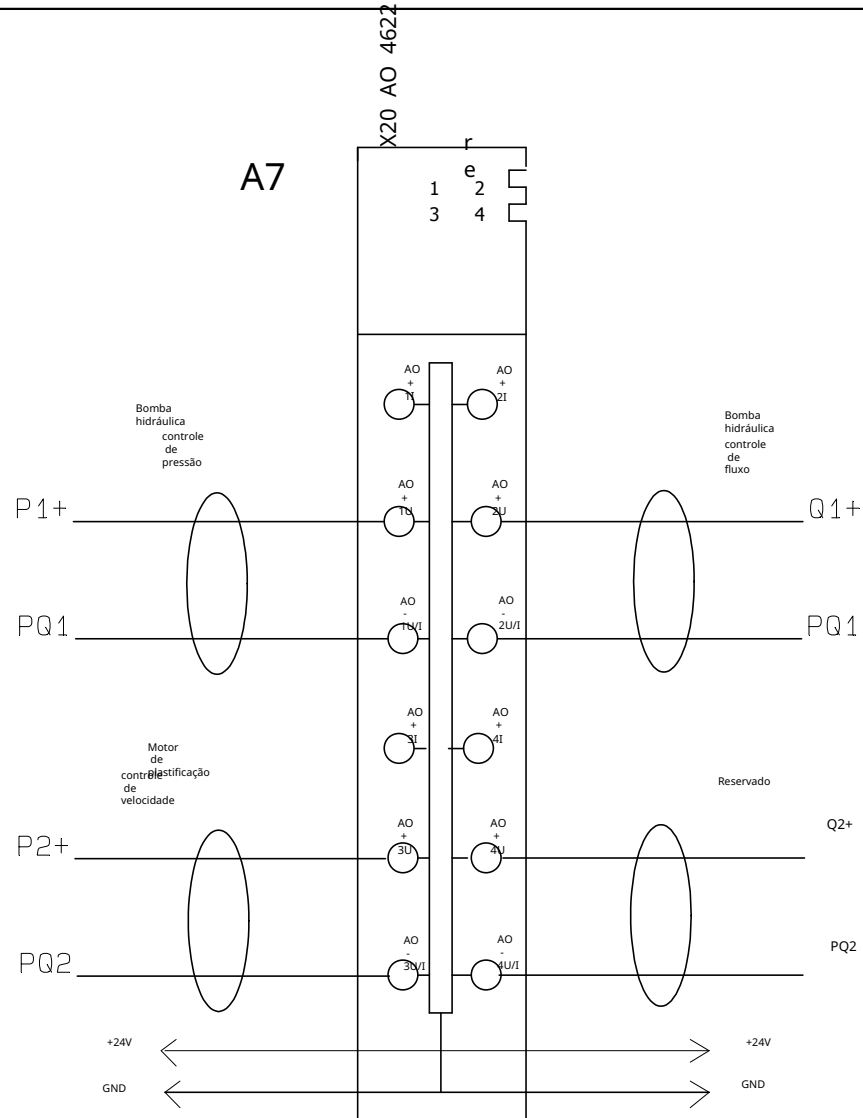 X20 AO 4622
A7
r
e
1 2
3 4
AO
+
1I
AO
+
2I
Bomba
hidráulica
controle
de
pressão
Bomba
hidráulica
controle
de
fluxo
P1+
AO
+
1U
AO
+
2U
Q1+
PQ1
AO
-
1U/I
AO
-
2U/I
PQ1
AO
+
3I
AO
+
4I
Motor
de
plastificação
controle
de
velocidade
Reservado
P2+
AO
+
3U
AO
+
4U
Q2+
PQ2
AO
-
3U/I
AO
-
4U/I
PQ2
+24V
+24V
GND
GND